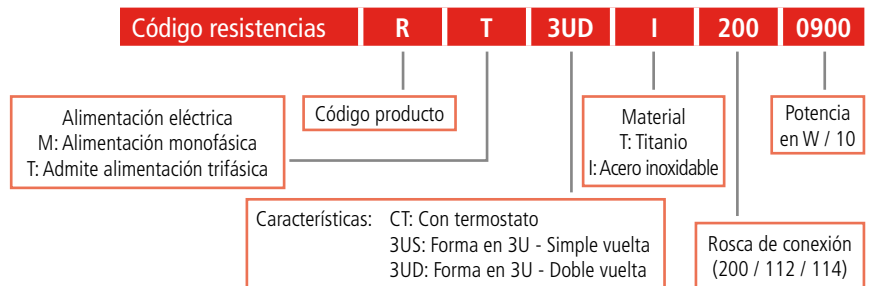 Código resistencias R T 3UD I 200 0900
Alimentación eléctrica
M: Alimentación monofásica
T: Admite alimentación trifásica
Código producto
Material
T: Titanio
I: Acero inoxidable
Potencia
en W / 10
Características: CT: Con termostato
3US: Forma en 3U - Simple vuelta
3UD: Forma en 3U - Doble vuelta
Rosca de conexión
(200 / 112 / 114)